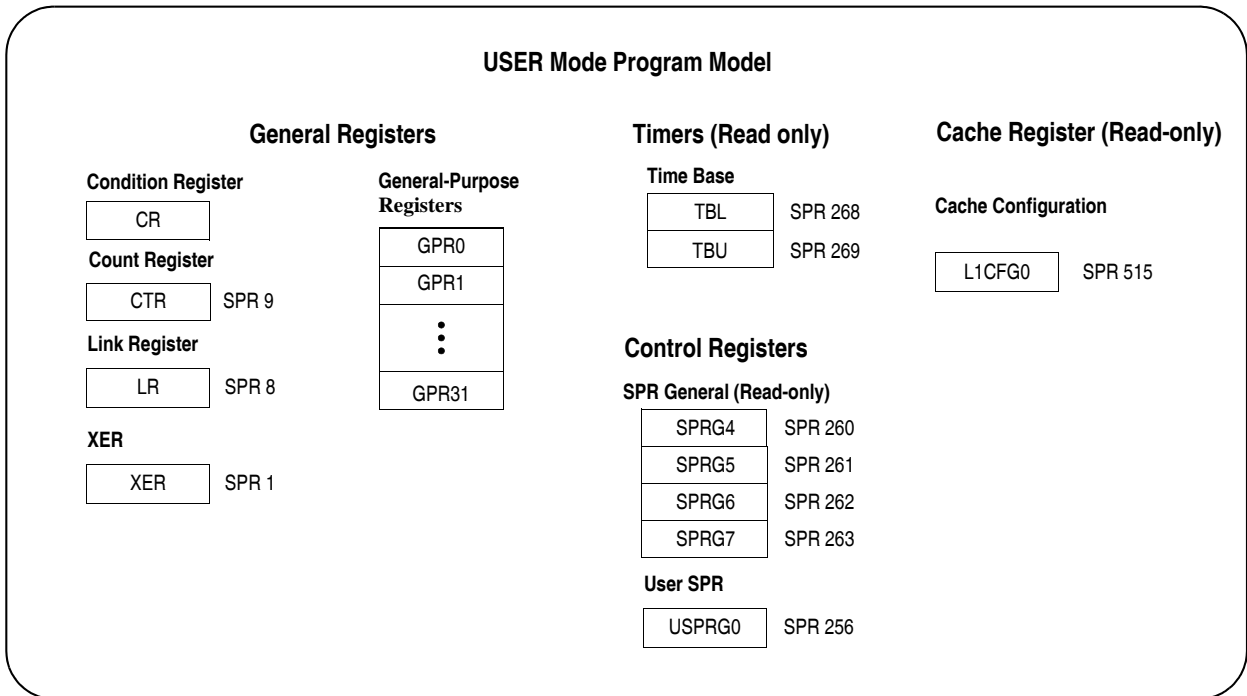 USER Mode Program Model
General Registers
Condition Register
CR
Count Register
CTR SPR 9
Link Register
LR SPR 8
XER
XER SPR 1
General-Purpose
Registers
GPR0
GPR1
GPR31
Timers (Read only)
Time Base
TBL SPR 268
TBU SPR 269
Control Registers
SPR General (Read-only)
SPRG4 SPR 260
SPRG5 SPR 261
SPRG6 SPR 262
SPRG7 SPR 263
User SPR
USPRG0 SPR 256
Cache Register (Read-only)
Cache Configuration
L1CFG0 SPR 515